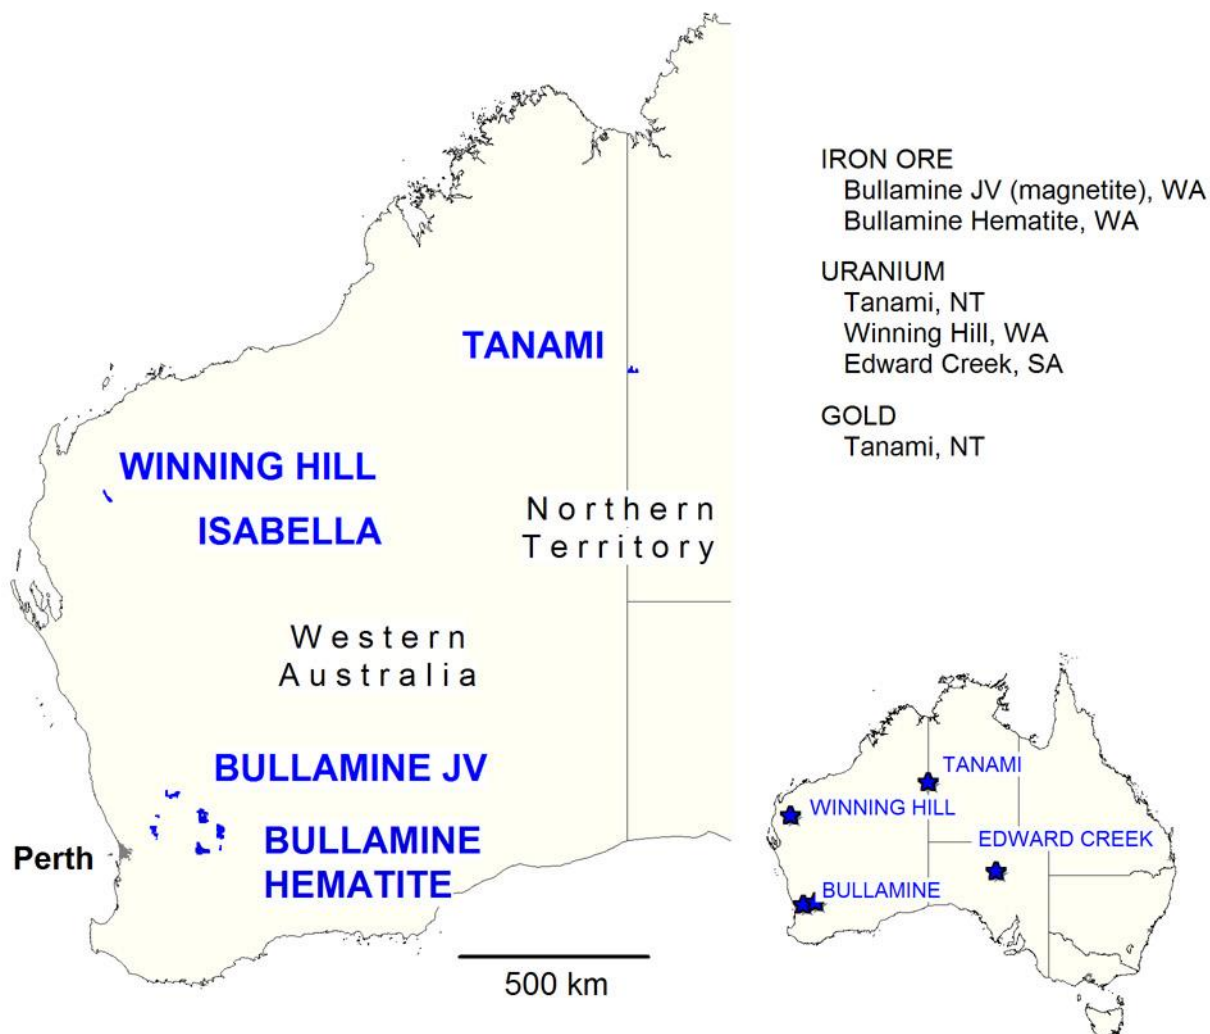 TANAMI
WINNING HILL
ISABELLA
Northern
Territory
Western
Australia
BULLAMINE JV
BULLAMINE
HEMATITE
Perth
500 km
IRON ORE
Bullamine JV (magnetite), WA
Bullamine Hematite, WA
URANIUM
Tanami, NT
Winning Hill, WA
Edward Creek, SA
GOLD
Tanami, NT
TANAMI
WINNING HILL
EDWARD CREEK
BULLAMINE